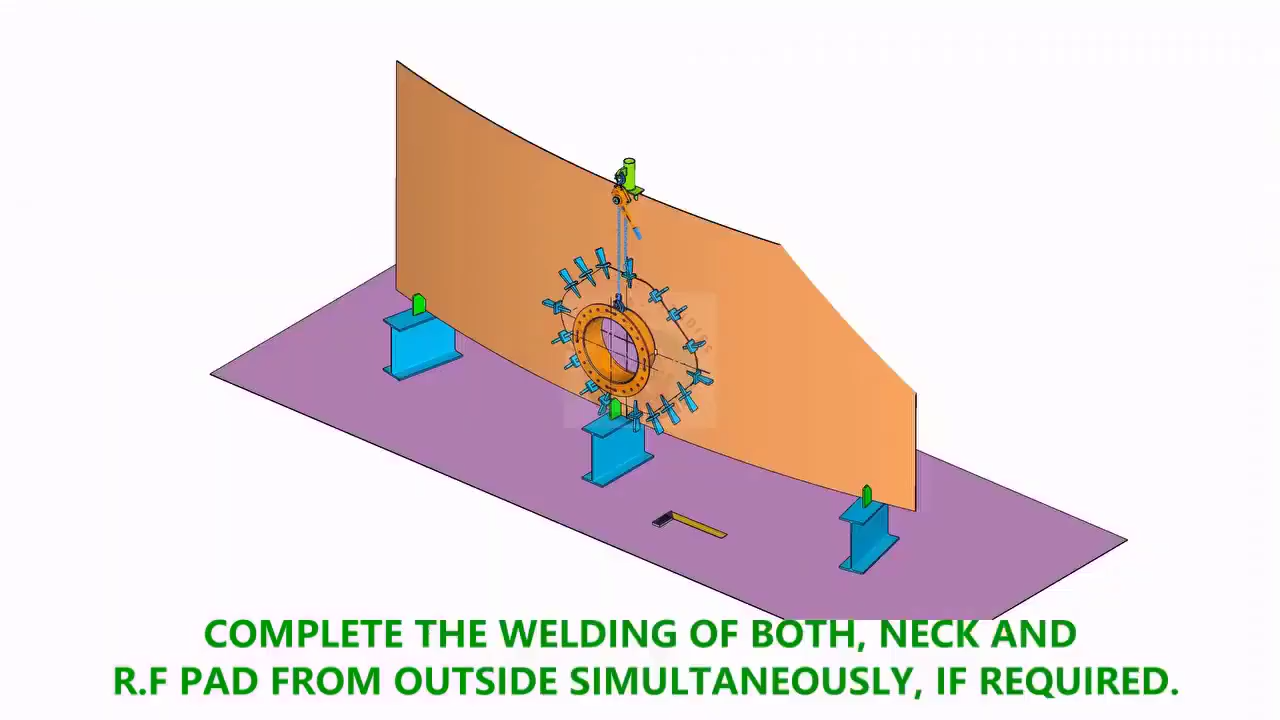 COMPLETE THE WELDING OF BOTH, NECK AND
R.F PAD FROM OUTSIDE SIMULTANEOUSLY, IF REQUIRED.